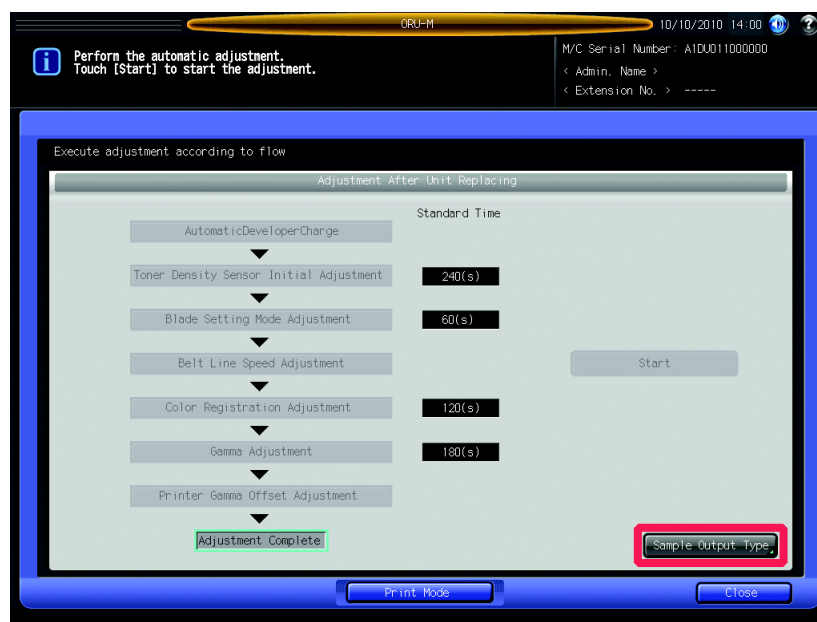 ORU-M
10/10/2010 14:00
Perform the automatic adjustment.
Touch [Start] to start the adjustment.
M/C Serial Number: A1DU011000000
< Admin. Name >
< Extension No. > -----
Execute adjustment according to flow
Adjustment After Unit Replacing
Standard Time
AutomaticDeveloperCharge
Toner Density Sensor Initial Adjustment 240(s)
Blade Setting Mode Adjustment 60(s)
Belt Line Speed Adjustment
Start
Color Registration Adjustment 120(s)
Gamma Adjustment 180(s)
Printer Gamma Offset Adjustment
Adjustment Complete
Sample Output Type
Print Mode
Close